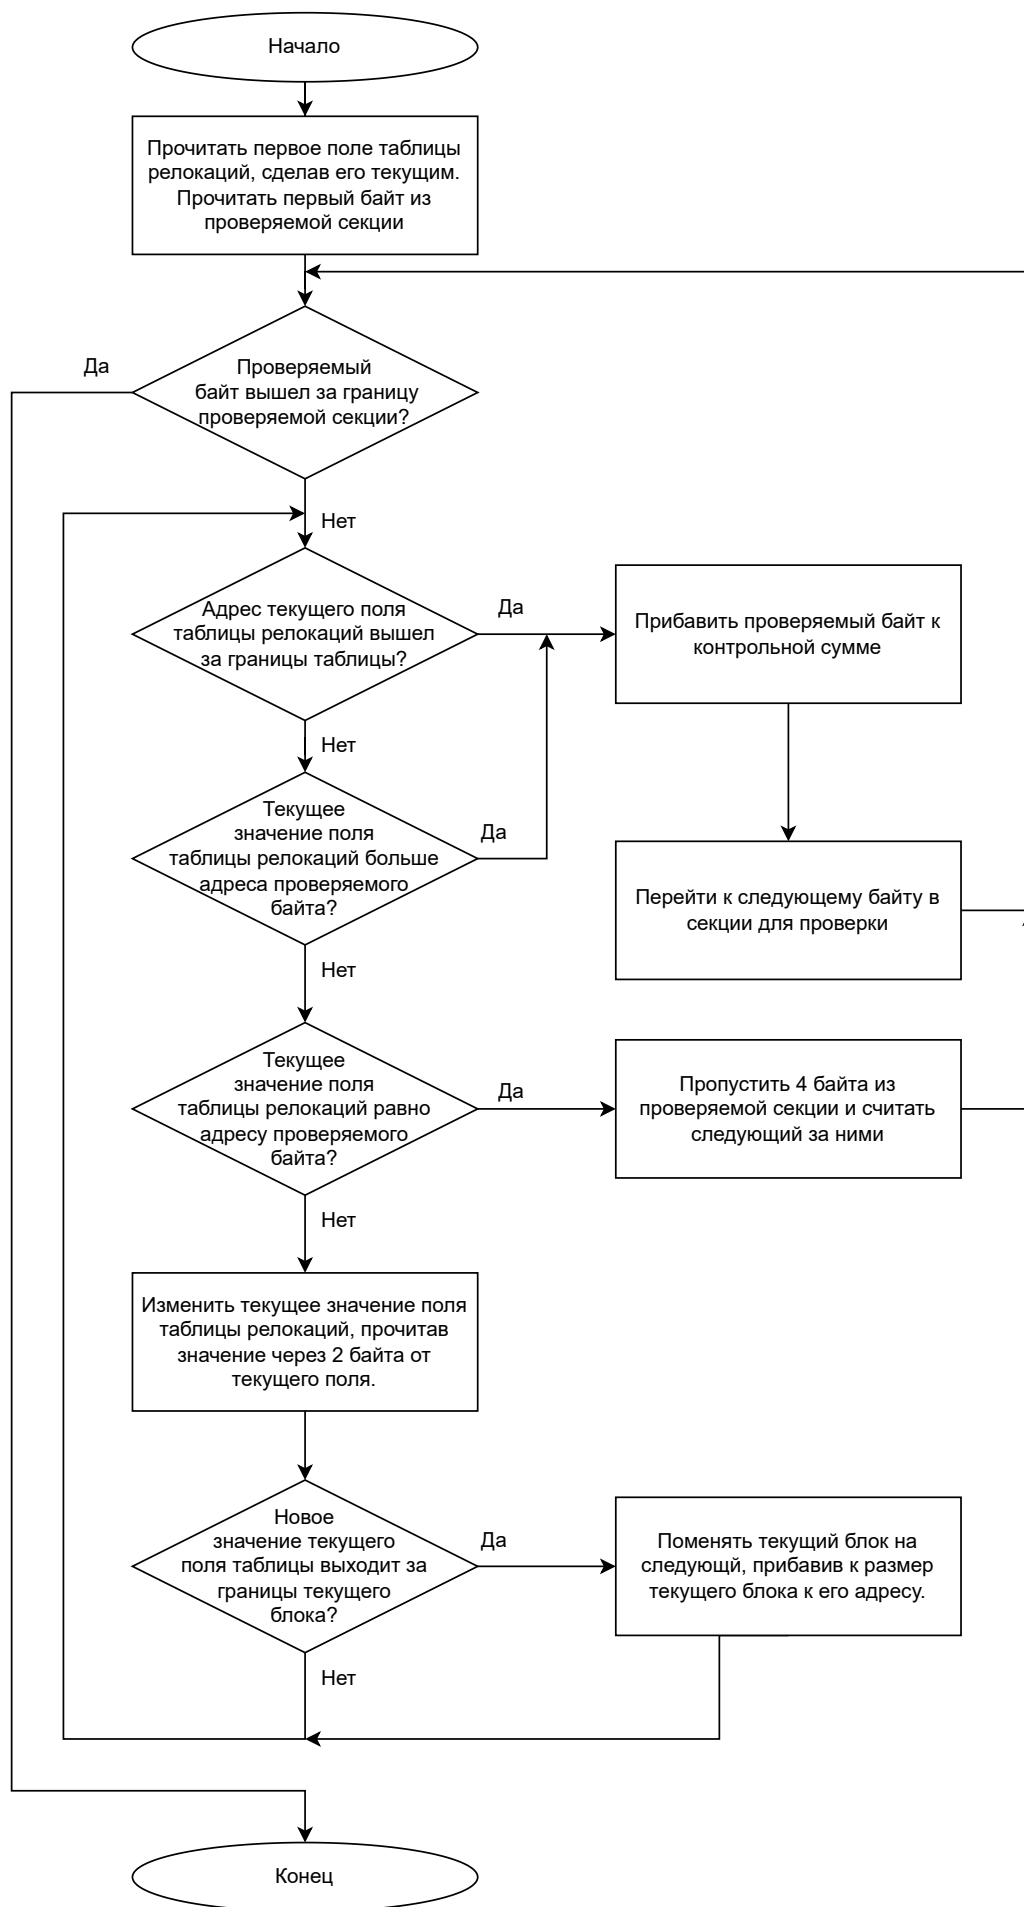 Начало
Прочитать первое поле таблицы
релокаций, сделав его текущим.
Прочитать первый байт из
проверяемой секции
Да
Проверяемый
байт вышел за границу
проверяемой секции?
Нет
Адрес текущего поля
таблицы релокаций вышел
за границы таблицы?
Да
Прибавить проверяемый байт к
контрольной сумме
Нет
Текущее
значение поля
таблицы релокаций больше
адреса проверяемого
байта?
Да
Перейти к следующему байту в
секции для проверки
Нет
Текущее
значение поля
таблицы релокаций равно
адресу проверяемого
байта?
Да
Пропустить 4 байта из
проверяемой секции и считать
следующий за ними
Нет
Изменить текущее значение поля
таблицы релокаций, прочитав
значение через 2 байта от
текущего поля.
Новое
значение текущего
поля таблицы выходит за
границы текущего
блока?
Да
Поменять текущий блок на
следующй, прибавив к размер
текущего блока к его адресу.
Нет
Конец